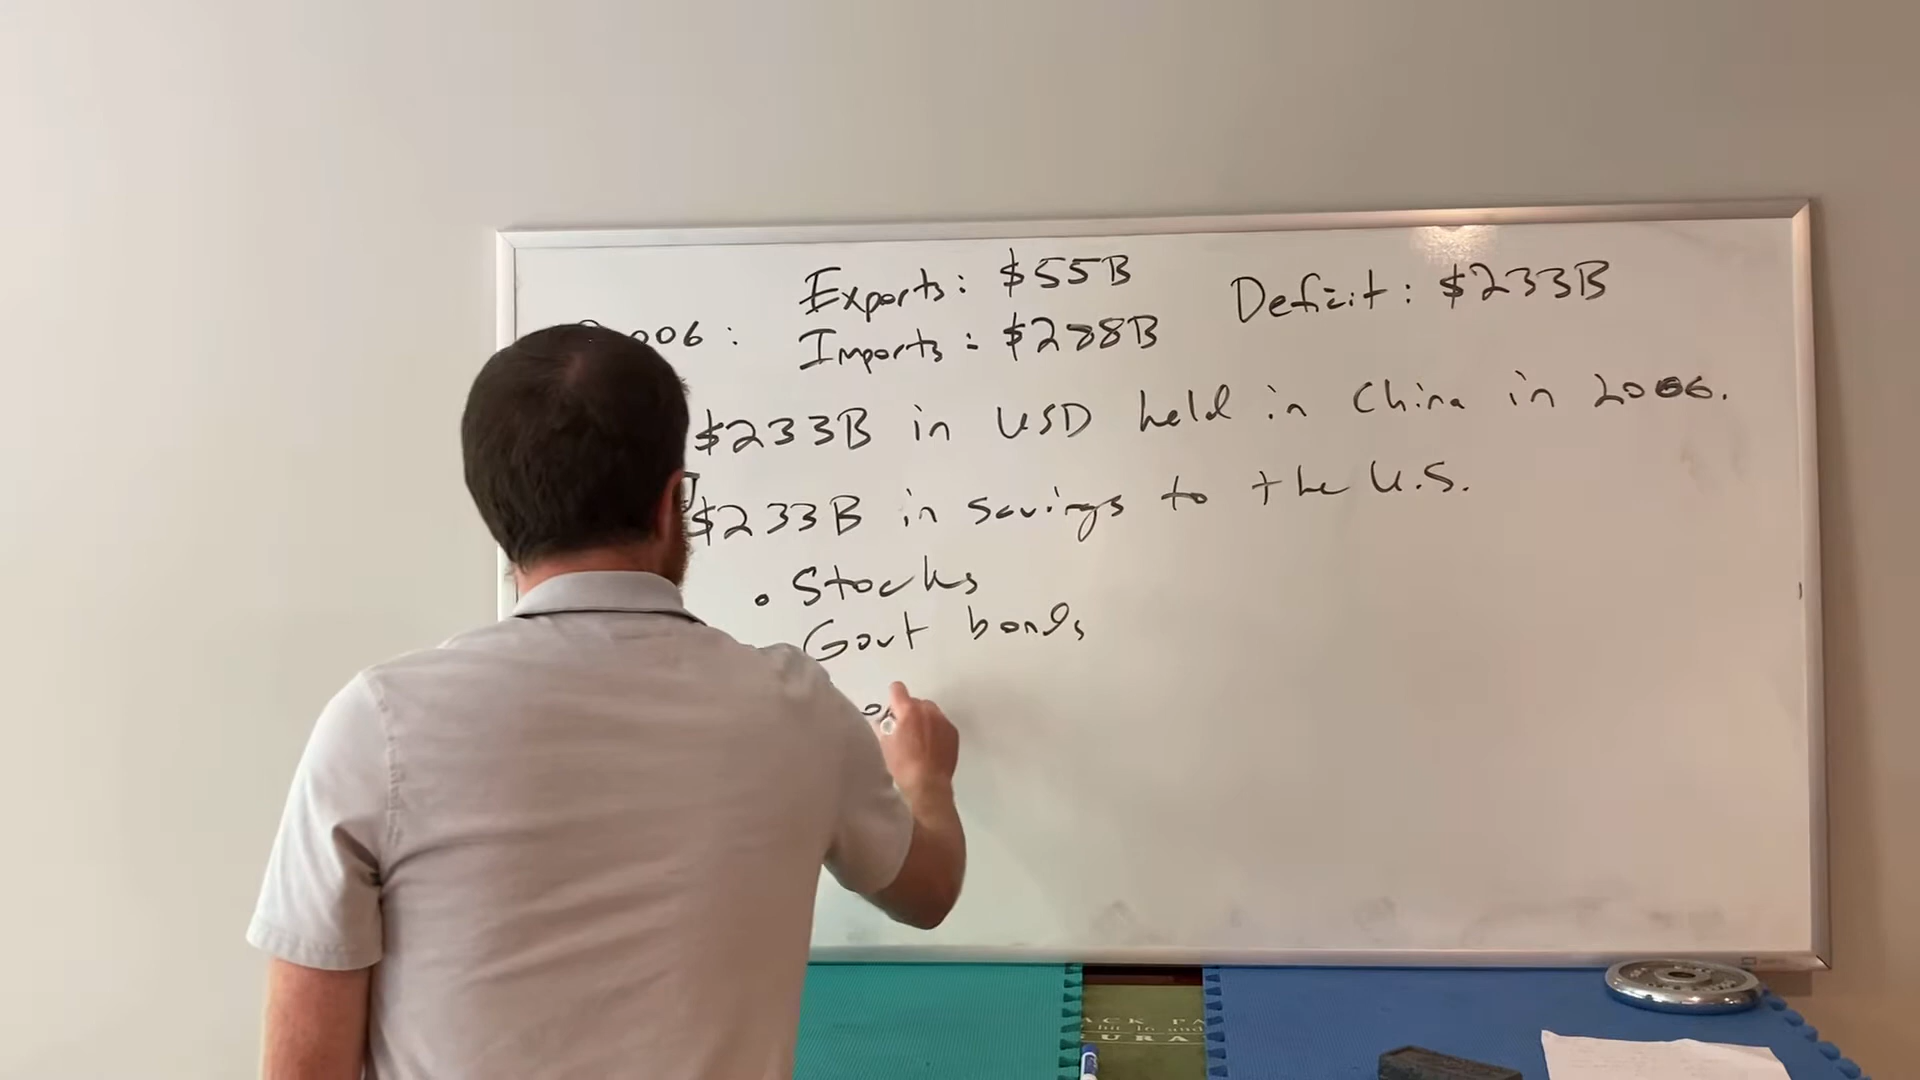 Exports: $55B
Deficit: $233B
006:
Imports: $288B
$233B in USD held in China in 2006.
$233B in savings to the U.S.
• Stocks
Govt bonds